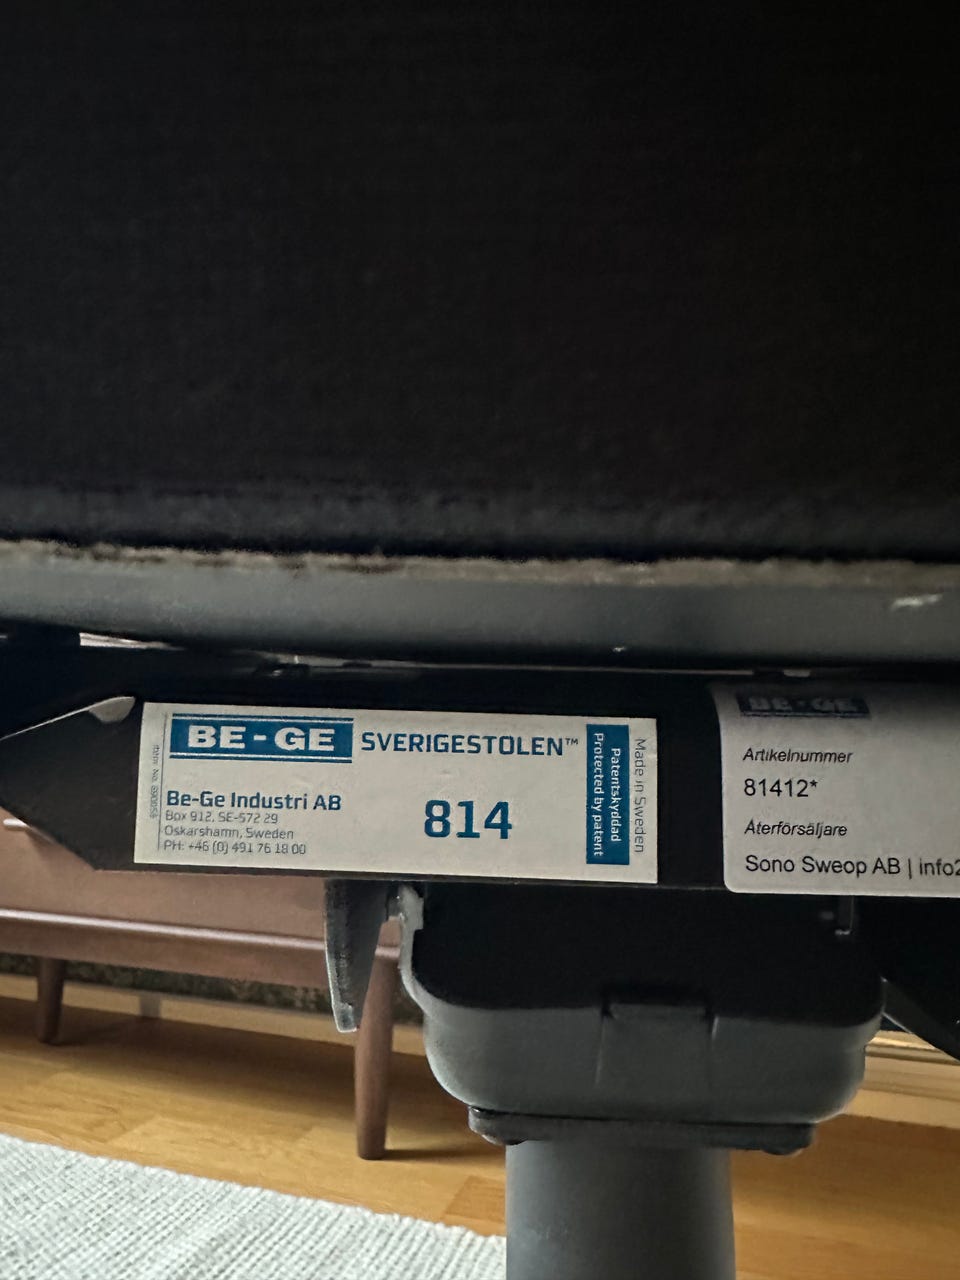 BE-GE SVERIGESTOLEN™
Be-Ge Industri AB
Box 912, SE-572 29
Oskarshamn, Sweden
PH: +46 (0) 491 76 18 00
814
Patentskyddad
Protected by patent
Made in Sweden
BE-GE
Artikelnummer
81412*
Återförsäljare
Sono Sweop AB | info2